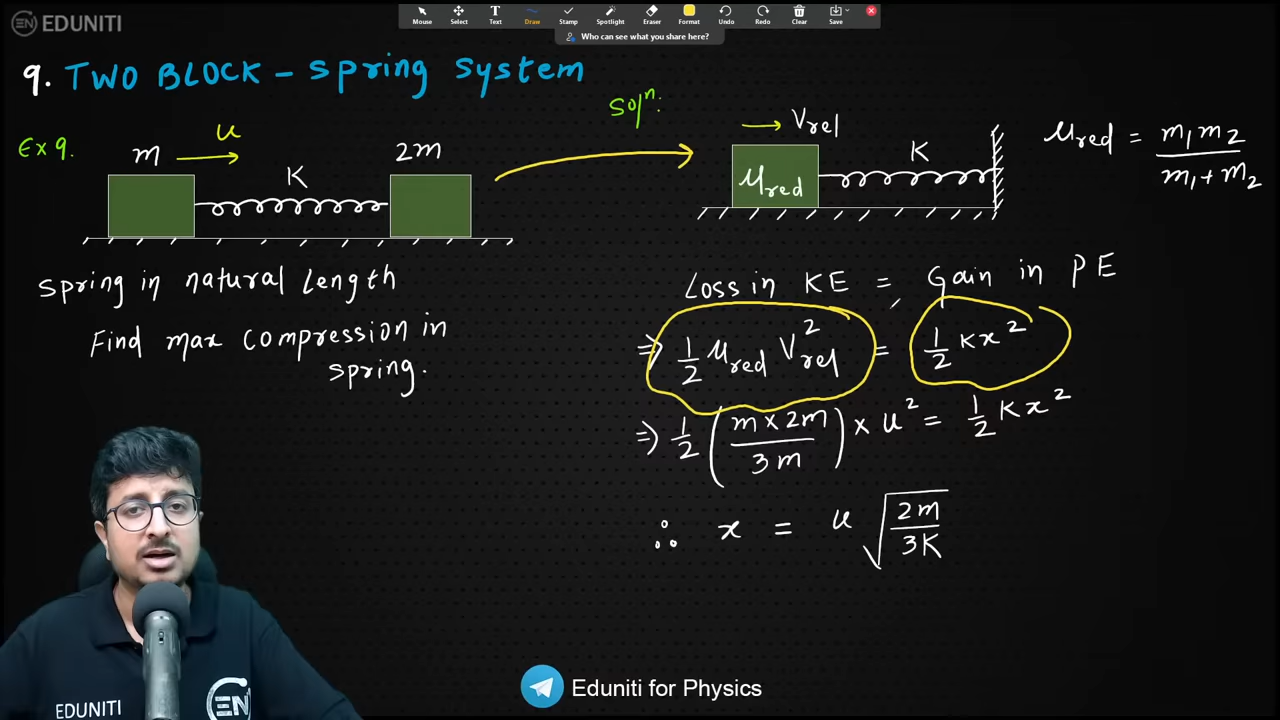 EDUNITI
Mouse Select Text Draw Stamp Spotlight Eraser Format Undo Redo Clear Save
Who can see what you share here?
9. TWO BLOCK - Spring System
Ex 9.
m u 2m
K
Spring in natural Length
Find max compression in
spring.
Solⁿ:
Vrel
μred K
μred = m₁m₂ / m₁+m₂
Loss in KE = Gain in PE
⇒ 1/2 μred Vrel² = 1/2 Kx²
⇒ 1/2 (m×2m / 3m) × u² = 1/2 Kx²
∴ x = u √(2m / 3K)
EDUNITI
EN
Eduniti for Physics